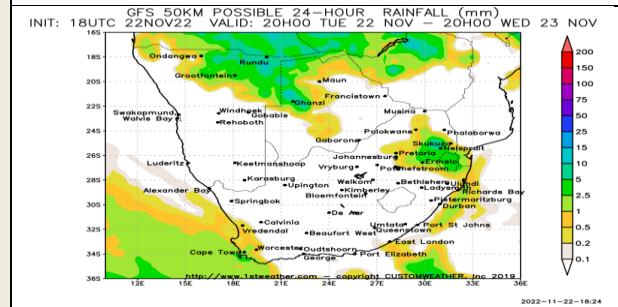 GFS 50KM POSSIBLE 24-HOUR RAINFALL (mm)
INIT: 18UTC 22NOV22 VALID: 20H00 TUE 22 NOV – 20H00 WED 23 NOV
16S
18S
20S
22S
24S
26S
28S
30S
32S
34S
36S
Ondangwa
Rundu
Grootfontein
Maun
Francistown
Ghanzi
Windhoek
Gobabis
Swakopmund
Walvis Bay
Rehoboth
Musina
Polokwane
Phalaborwa
Gaborone
Skukuza
Nelspruit
Pretoria
Johannesburg
Ermelo
Luderitz
Keetmanshoop
Vryburg
Potchefstroom
Karasburg
Welkom
Bethlehem
Ulundi
Alexander Bay
Upington
Kimberley
Ladysmith
Richards Bay
Bloemfontein
Springbok
Pietermaritzburg
Durban
De Aar
Calvinia
Umtata
Port St Johns
Vredendal
Beaufort West
Queenstown
East London
Worcester
Oudtshoorn
Cape Town
George
Port Elizabeth
http://www.1stweather.com – copyright CUSTOMWEATHER, Inc 2019
12E 15E 18E 21E 24E 27E 30E 33E 36E
200
150
100
75
50
25
15
10
5
2.5
1
0.5
0.2
0.1
2022-11-22-18:24